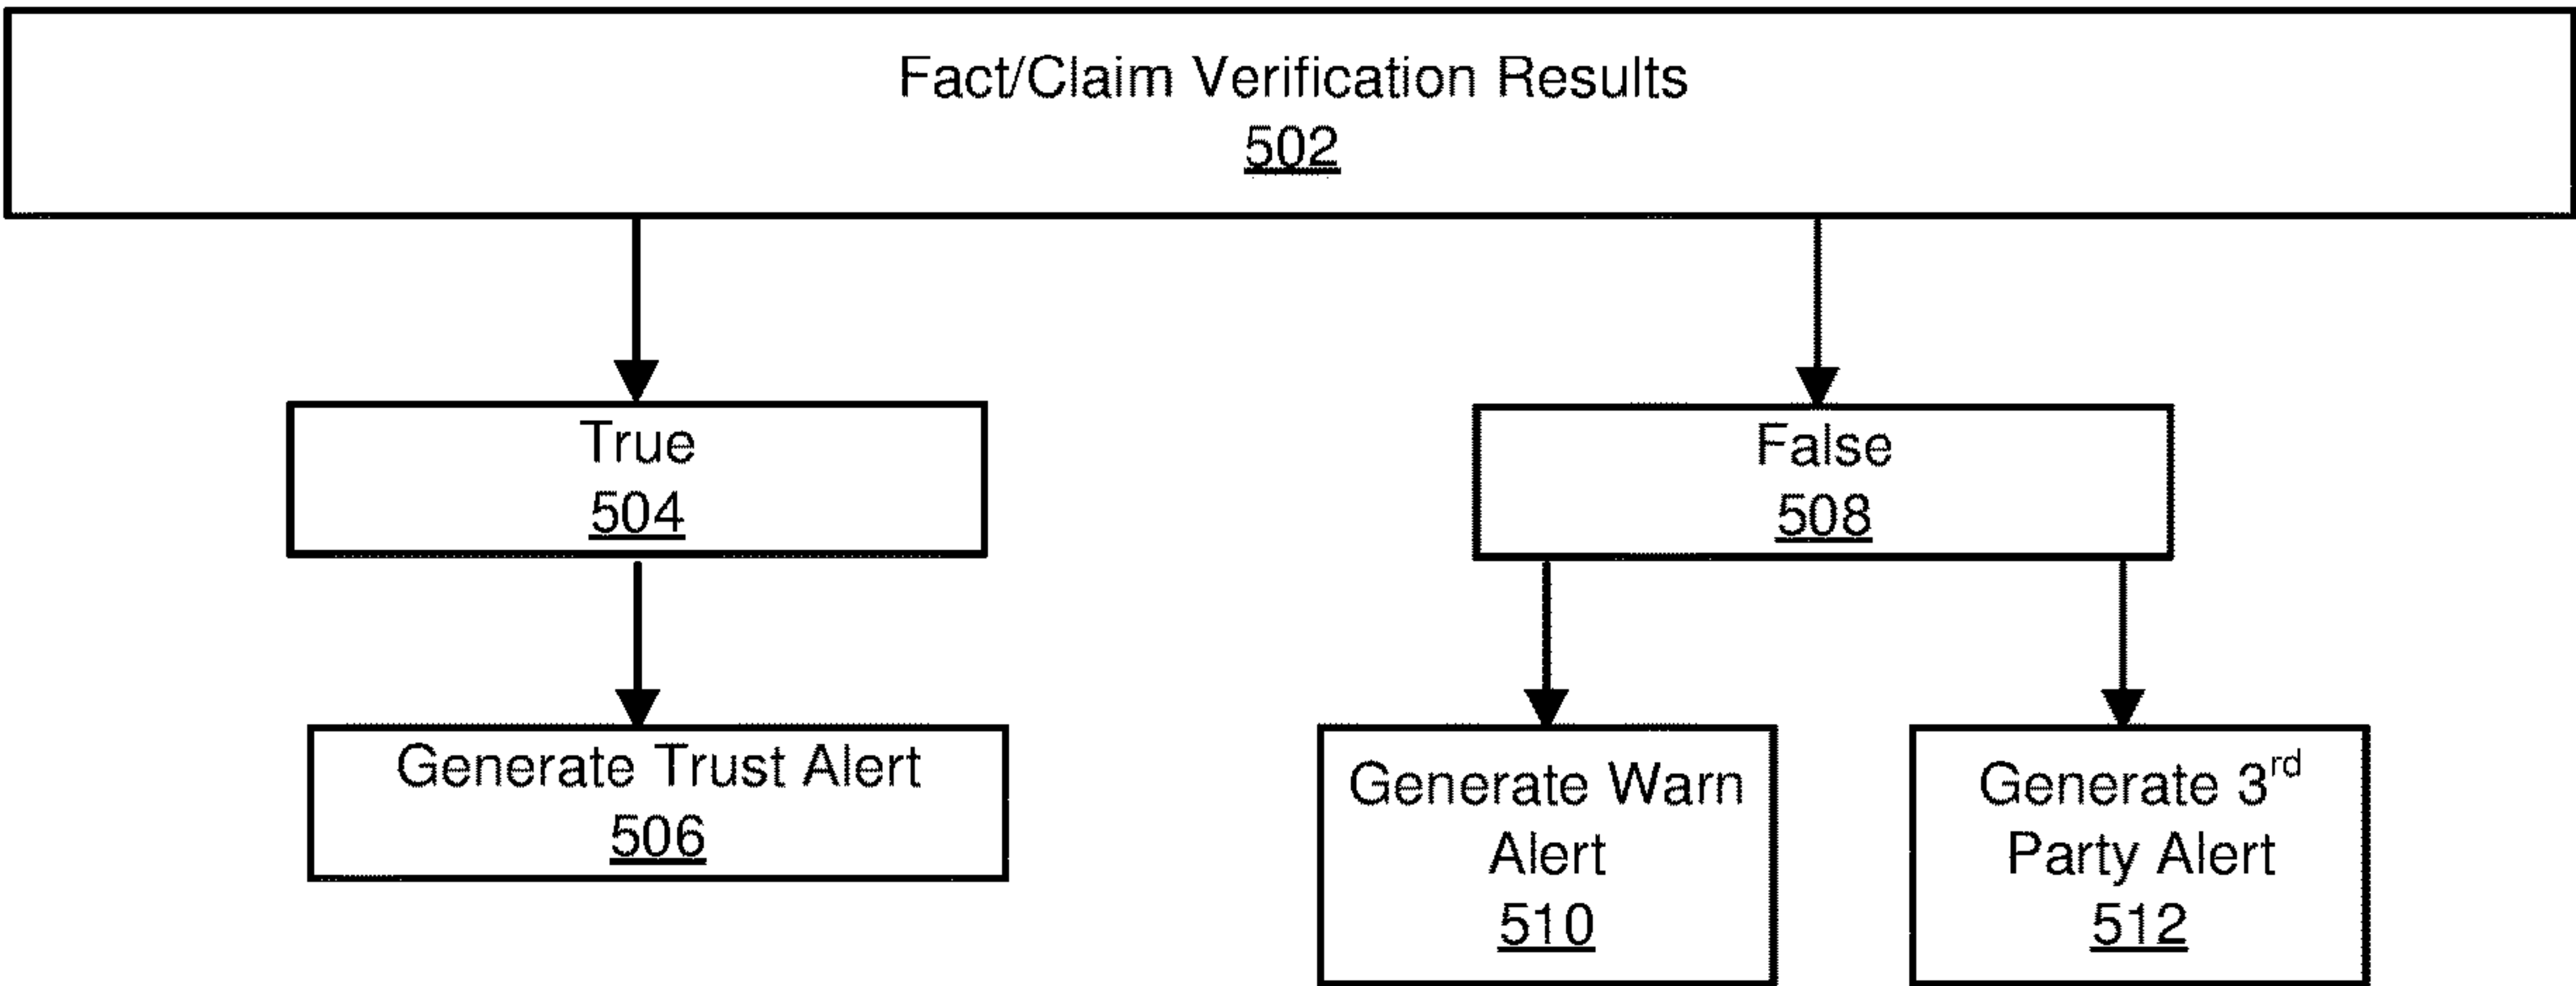 Fact/Claim Verification Results
502
True
504
False
508
Generate Trust Alert
506
Generate Warn
Alert
510
Generate 3rd
Party Alert
512